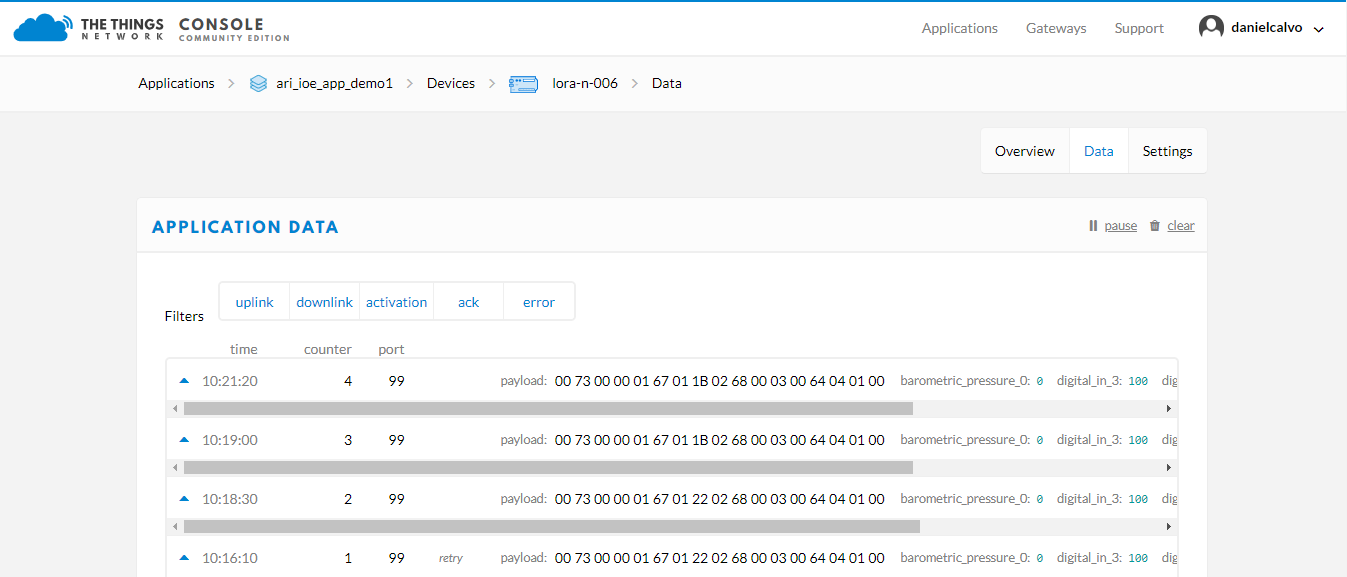 THE THINGS NETWORK CONSOLE COMMUNITY EDITION
Applications Gateways Support danielcalvo
Applications > ari_ioe_app_demo1 > Devices > lora-n-006 > Data
Overview Data Settings
APPLICATION DATA pause clear
Filters uplink downlink activation ack error
time counter port
10:21:20 4 99 payload: 00 73 00 00 01 67 01 1B 02 68 00 03 00 64 04 01 00 barometric_pressure_0: 0 digital_in_3: 100 dig
10:19:00 3 99 payload: 00 73 00 00 01 67 01 1B 02 68 00 03 00 64 04 01 00 barometric_pressure_0: 0 digital_in_3: 100 dig
10:18:30 2 99 payload: 00 73 00 00 01 67 01 22 02 68 00 03 00 64 04 01 00 barometric_pressure_0: 0 digital_in_3: 100 dig
10:16:10 1 99 retry payload: 00 73 00 00 01 67 01 22 02 68 00 03 00 64 04 01 00 barometric_pressure_0: 0 digital_in_3: 100 dig